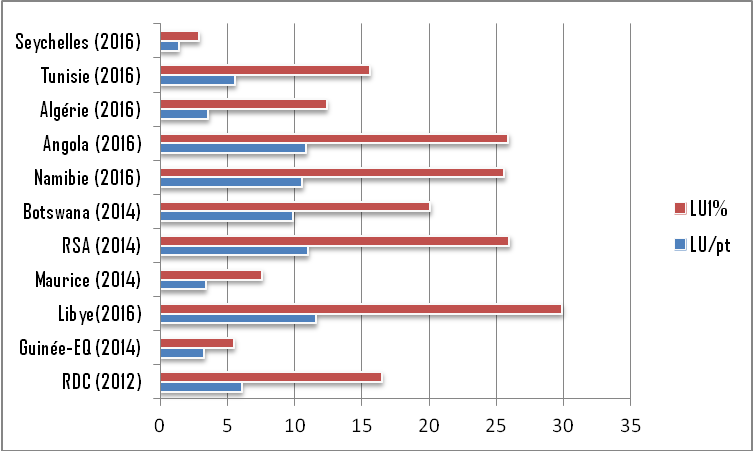 Seychelles (2016)
Tunisie (2016)
Algérie (2016)
Angola (2016)
Namibie (2016)
Botswana (2014)
RSA (2014)
Maurice (2014)
Libye(2016)
Guinée-EQ (2014)
RDC (2012)
0 5 10 15 20 25 30 35
LU1%
LU/pt